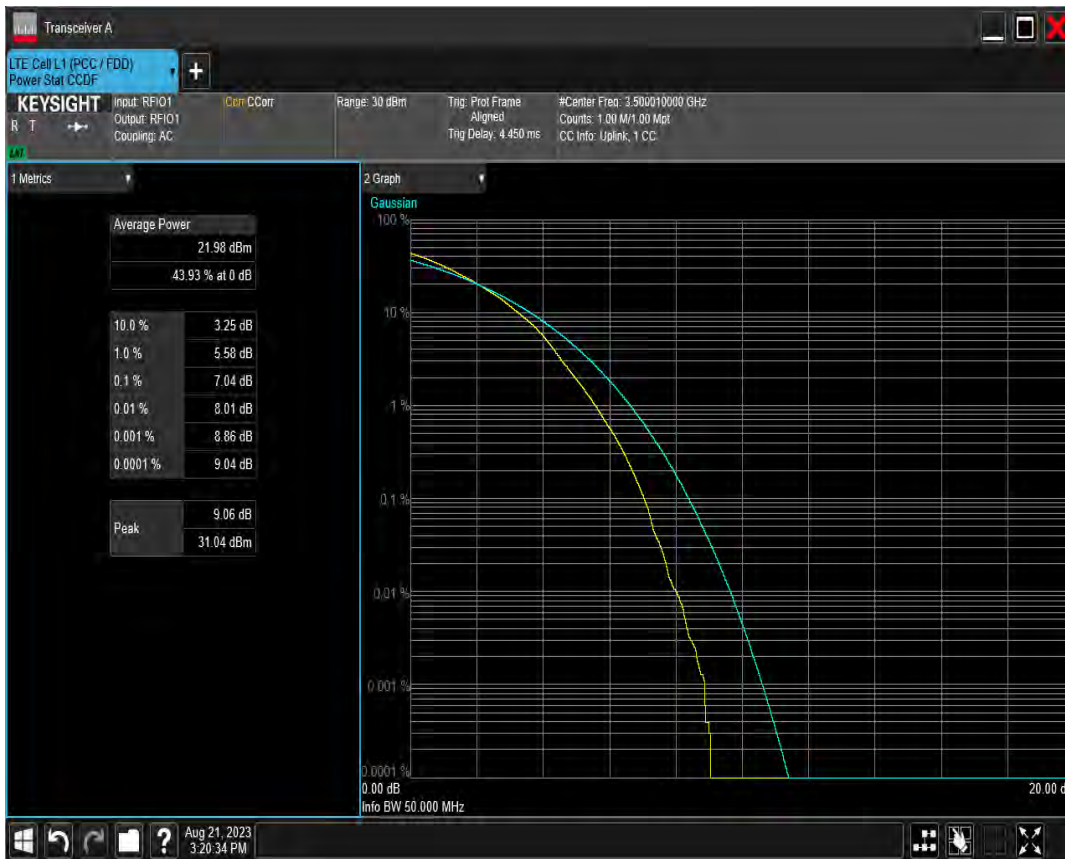 Transceiver A
LTE Cell L1 (PCC / FDD)
Power Stat CCDF
+
KEYSIGHT
R T
LXI
Input: RFIO1
Output: RFIO1
Coupling: AC
Corr CCorr
Range: 30 dBm
Trig: Prot Frame
Aligned
Trig Delay: 4.450 ms
#Center Freq: 3.500010000 GHz
Counts: 1.00 M/1.00 Mpt
CC Info: Uplink, 1 CC
1 Metrics
Average Power
21.98 dBm
43.93 % at 0 dB
10.0 % 3.25 dB
1.0 % 5.58 dB
0.1 % 7.04 dB
0.01 % 8.01 dB
0.001 % 8.86 dB
0.0001 % 9.04 dB
Peak 9.06 dB
31.04 dBm
2 Graph
Gaussian
100 %
10 %
1 %
0.1 %
0.01 %
0.001 %
0.0001 %
0.00 dB 20.00 d
Info BW 50.000 MHz
? Aug 21, 2023
3:20:34 PM